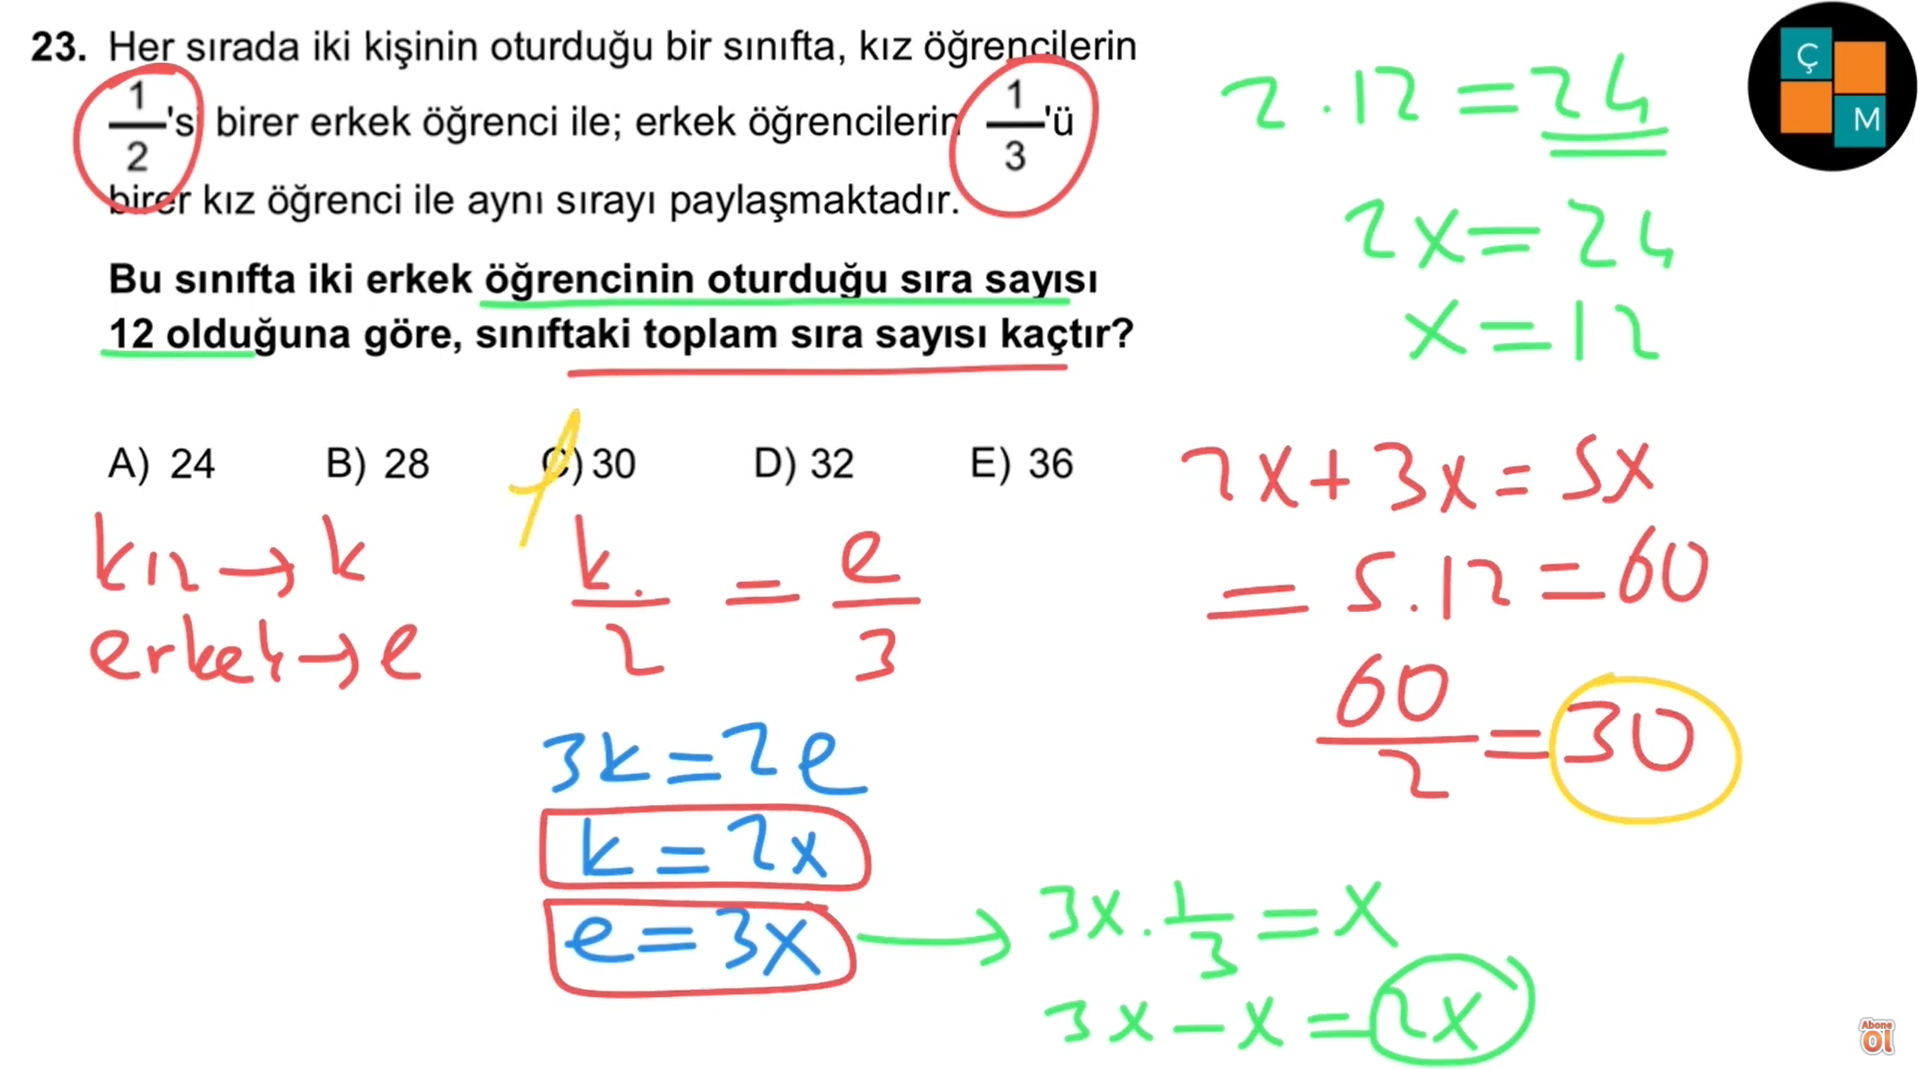 23. Her sırada iki kişinin oturduğu bir sınıfta, kız öğrencilerin
1/2'si birer erkek öğrenci ile; erkek öğrencilerin 1/3'ü
birer kız öğrenci ile aynı sırayı paylaşmaktadır.
Bu sınıfta iki erkek öğrencinin oturduğu sıra sayısı
12 olduğuna göre, sınıftaki toplam sıra sayısı kaçtır?
A) 24 B) 28 C) 30 D) 32 E) 36
kız → k
erkek → e
k/2 = e/3
3k = 2e
k = 2x
e = 3x
3x . 1/3 = x
3x - x = 2x
2 . 12 = 24
2x = 24
x = 12
2x + 3x = 5x
= 5.12 = 60
60/2 = 30
Ç
M
Abone
Ol